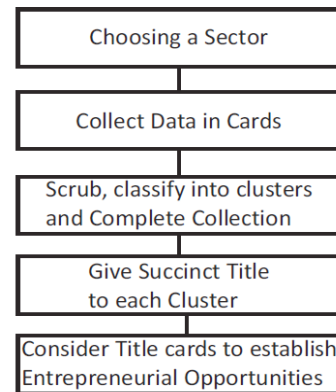 Choosing a Sector
Collect Data in Cards
Scrub, classify into clusters
and Complete Collection
Give Succinct Title
to each Cluster
Consider Title cards to establish
Entrepreneurial Opportunities